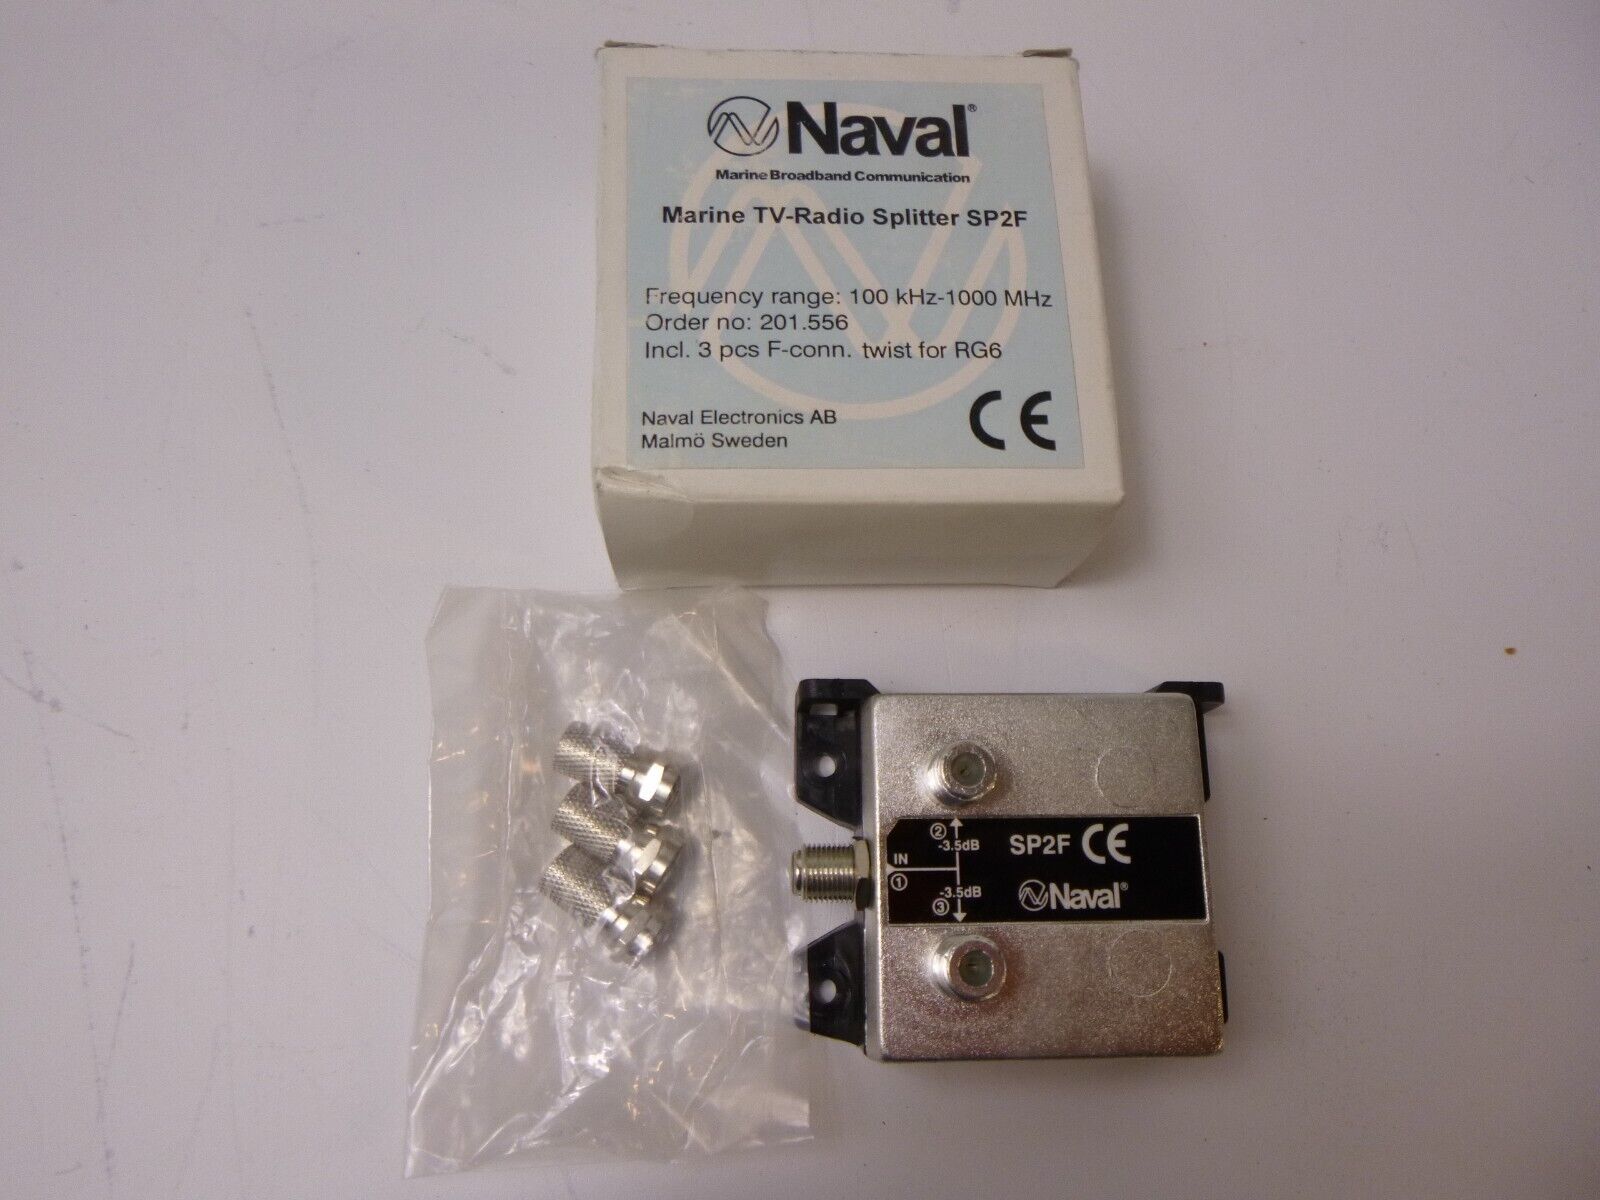 Naval®
Marine Broadband Communication
Marine TV-Radio Splitter SP2F
Frequency range: 100 kHz-1000 MHz
Order no: 201.556
Incl. 3 pcs F-conn. twist for RG6
Naval Electronics AB
Malmö Sweden
CE
② -3.5dB
IN
①
-3.5dB
③
SP2F CE
Naval®